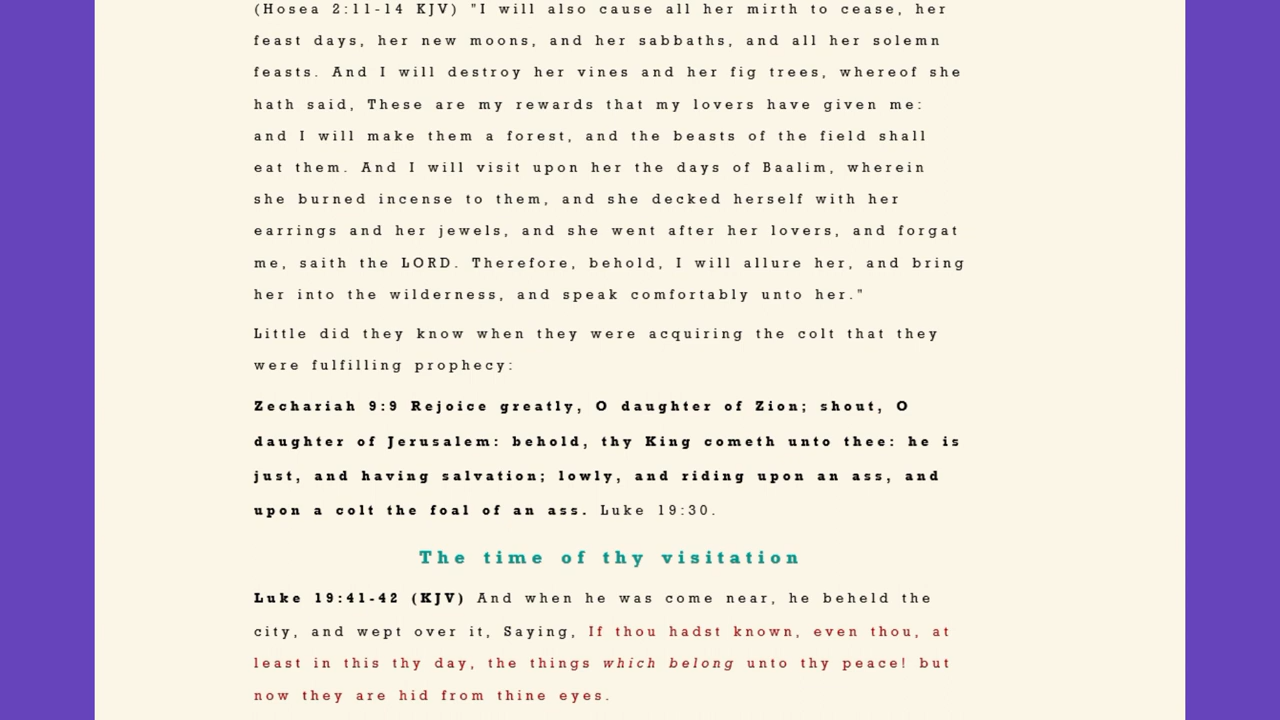 (Hosea 2:11-14 KJV) "I will also cause all her mirth to cease, her
feast days, her new moons, and her sabbaths, and all her solemn
feasts. And I will destroy her vines and her fig trees, whereof she
hath said, These are my rewards that my lovers have given me:
and I will make them a forest, and the beasts of the field shall
eat them. And I will visit upon her the days of Baalim, wherein
she burned incense to them, and she decked herself with her
earrings and her jewels, and she went after her lovers, and forgat
me, saith the LORD. Therefore, behold, I will allure her, and bring
her into the wilderness, and speak comfortably unto her."
Little did they know when they were acquiring the colt that they
were fulfilling prophecy:
Zechariah 9:9 Rejoice greatly, O daughter of Zion; shout, O
daughter of Jerusalem: behold, thy King cometh unto thee: he is
just, and having salvation; lowly, and riding upon an ass, and
upon a colt the foal of an ass. Luke 19:30.
The time of thy visitation
Luke 19:41-42 (KJV) And when he was come near, he beheld the
city, and wept over it, Saying, If thou hadst known, even thou, at
least in this thy day, the things which belong unto thy peace! but
now they are hid from thine eyes.